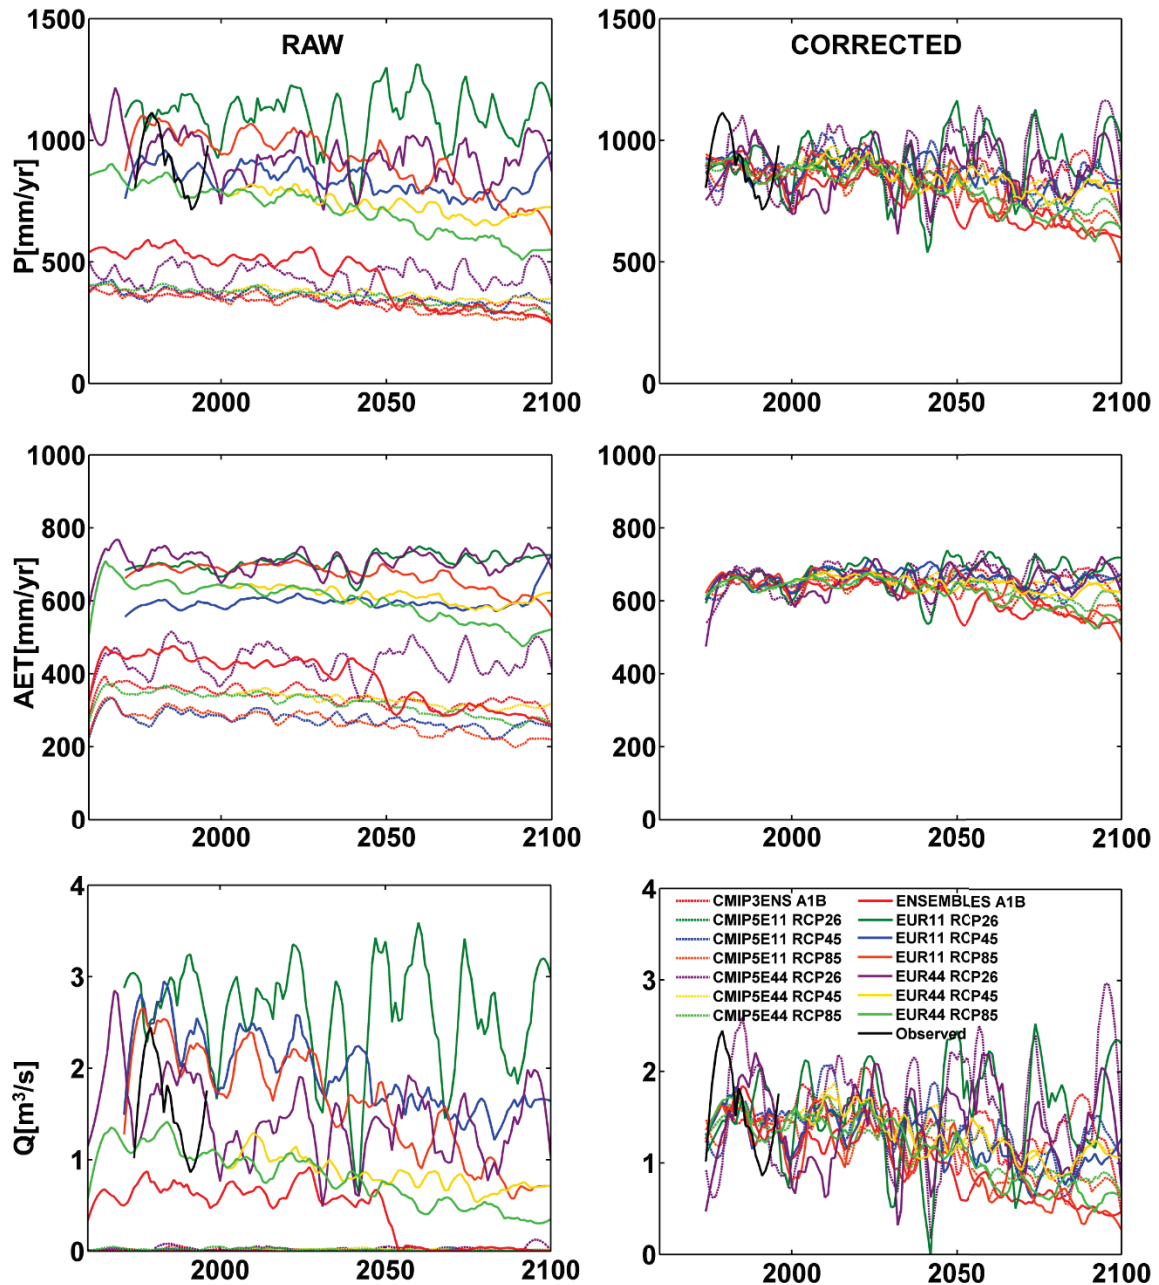 RAW
CORRECTED
P[mm/yr]
1500
1000
500
0
2000 2050 2100
1500
1000
500
0
2000 2050 2100
AET[mm/yr]
1000
800
600
400
200
0
2000 2050 2100
1000
800
600
400
200
0
2000 2050 2100
Q[m³/s]
4
3
2
1
0
2000 2050 2100
4
3
2
1
0
2000 2050 2100
CMIP3ENS A1B ENSEMBLES A1B
CMIP5E11 RCP26 EUR11 RCP26
CMIP5E11 RCP45 EUR11 RCP45
CMIP5E11 RCP85 EUR11 RCP85
CMIP5E44 RCP26 EUR44 RCP26
CMIP5E44 RCP45 EUR44 RCP45
CMIP5E44 RCP85 EUR44 RCP85
Observed